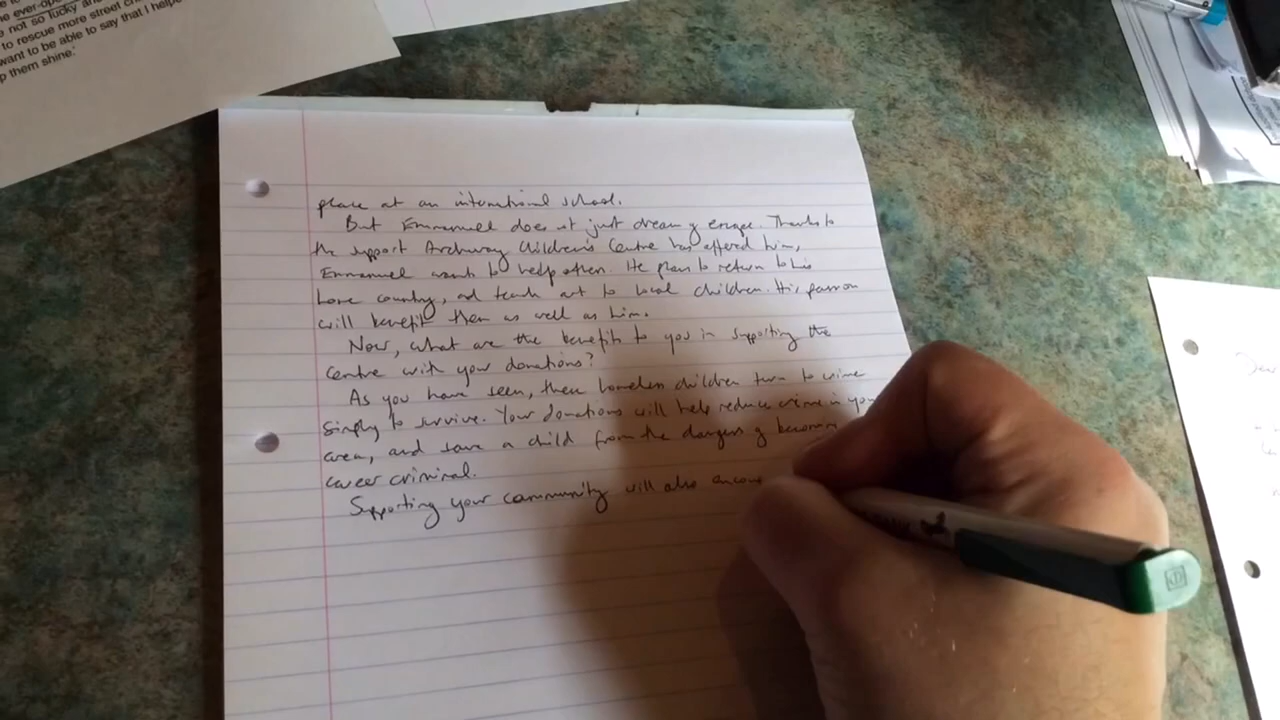 ever-op
not so lucky an
to rescue more street ch
want to be able to say that I helpe
p them shine.'
place at an international school.
But Emmanuel does not just dream of escape. Thanks to
the support Archway Children's Centre has offered him,
Emmanuel wants to help others. He plans to return to his
home country, and teach art to local children. His passion
will benefit them as well as him.
Now, what are the benefits to you in supporting the
Centre with your donations?
As you have seen, these homeless children turn to crime
simply to survive. Your donations will help reduce crime in your
area, and save a child from the dangers of becoming
career criminal.
Supporting your community will also